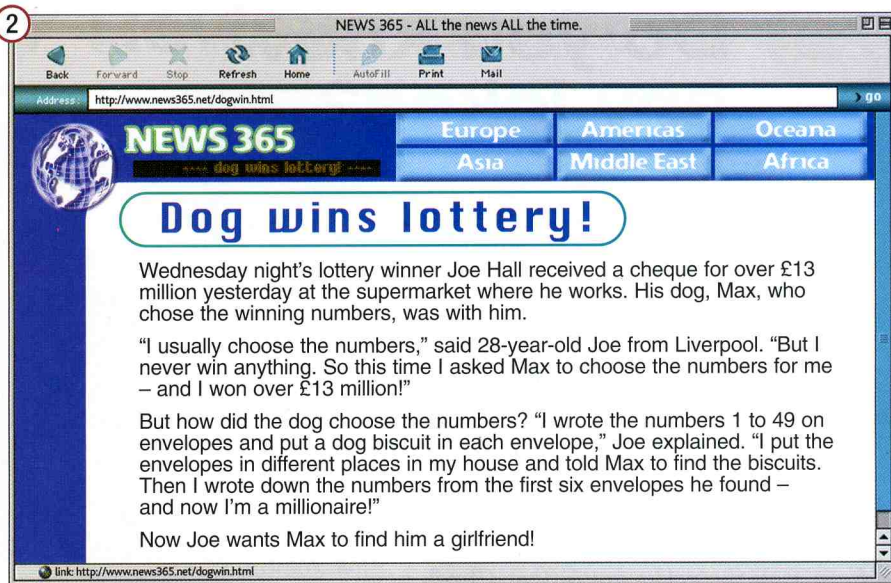 2
NEWS 365 - ALL the news ALL the time.
Back Forward Stop Refresh Home AutoFill Print Mail
Address: http://www.news365.net/dogwin.html go
NEWS 365 Europe Americas Oceana
---- dog wins lottery! ---- Asia Middle East Africa
Dog wins lottery!
Wednesday night's lottery winner Joe Hall received a cheque for over £13
million yesterday at the supermarket where he works. His dog, Max, who
chose the winning numbers, was with him.
"I usually choose the numbers," said 28-year-old Joe from Liverpool. "But I
never win anything. So this time I asked Max to choose the numbers for me
– and I won over £13 million!"
But how did the dog choose the numbers? "I wrote the numbers 1 to 49 on
envelopes and put a dog biscuit in each envelope," Joe explained. "I put the
envelopes in different places in my house and told Max to find the biscuits.
Then I wrote down the numbers from the first six envelopes he found –
and now I'm a millionaire!"
Now Joe wants Max to find him a girlfriend!
link: http://www.news365.net/dogwin.html